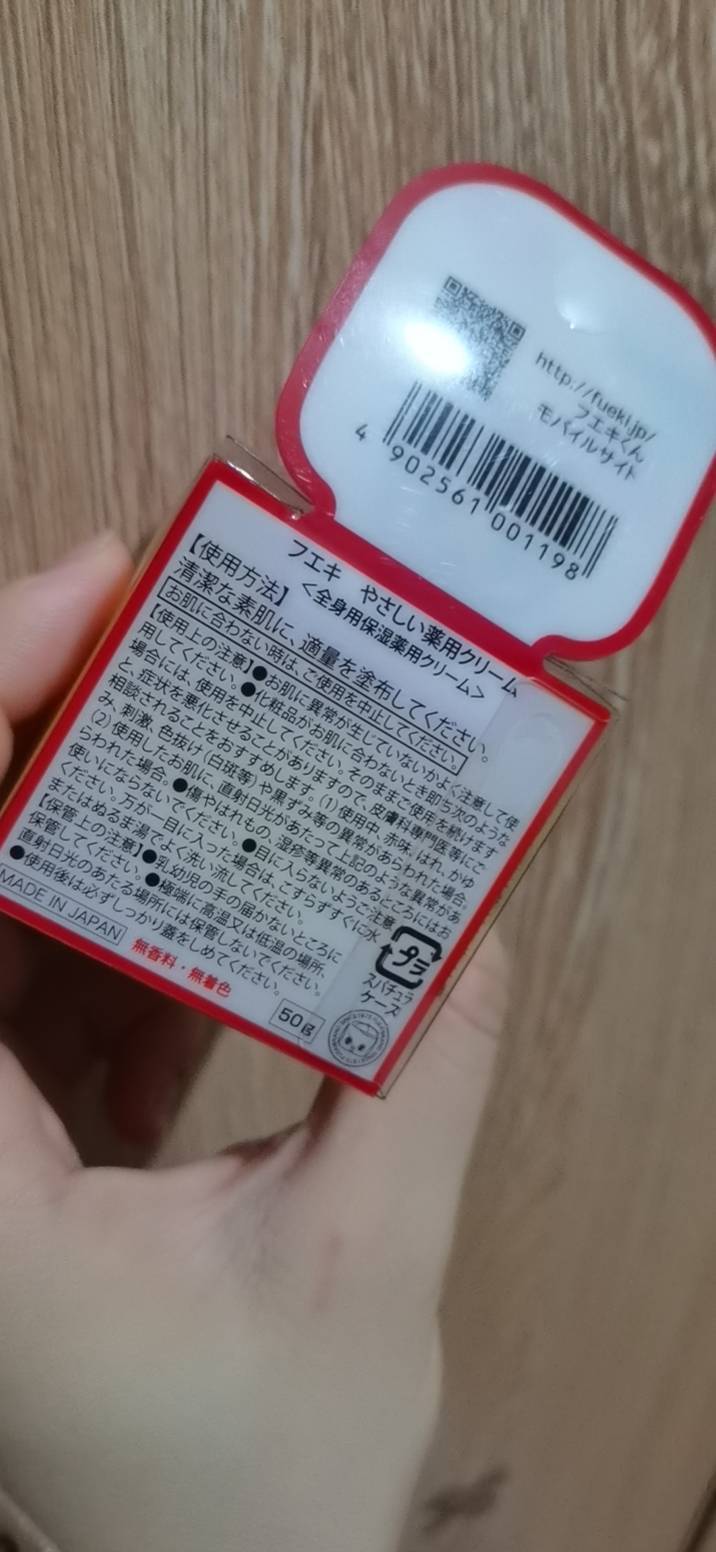 http://fueki.jp/
フエキくん
モバイルサイト
4 902561 001198
フエキ やさしい薬用クリーム
<全身用保湿薬用クリーム>
【使用方法】
清潔な素肌に、適量を塗布してください。
お肌に合わない時は、ご使用を中止してください。
【使用上の注意】●お肌に異常が生じていないかよく注意して使
用してください。●化粧品がお肌に合わないとき即ち次のような
場合には、使用を中止してください。そのままご使用を続けます
と、症状を悪化させることがありますので、皮膚科専門医等にご
相談されることをおすすめします。(1)使用中、赤味、はれ、かゆ
み、刺激、色抜け(白斑等)や黒ずみ等の異常があらわれた場合。
(2)使用したお肌に、直射日光があたって上記のような異常があ
らわれた場合。●傷やはれもの、湿疹等異常のあるところにはお
使いにならないでください。●目に入らないように注意
ください。万が一目に入った場合は、こすらずすぐに水
またはぬるま湯でよく洗い流してください。
【保管上の注意】●乳幼児の手の届かないところに
保管してください。●極端に高温又は低温の場所、
直射日光のあたる場所には保管しないでください。
●使用後は必ずしっかり蓋をしめてください。
MADE IN JAPAN
無香料・無着色
50g
プラ
スパチュラ
ケース